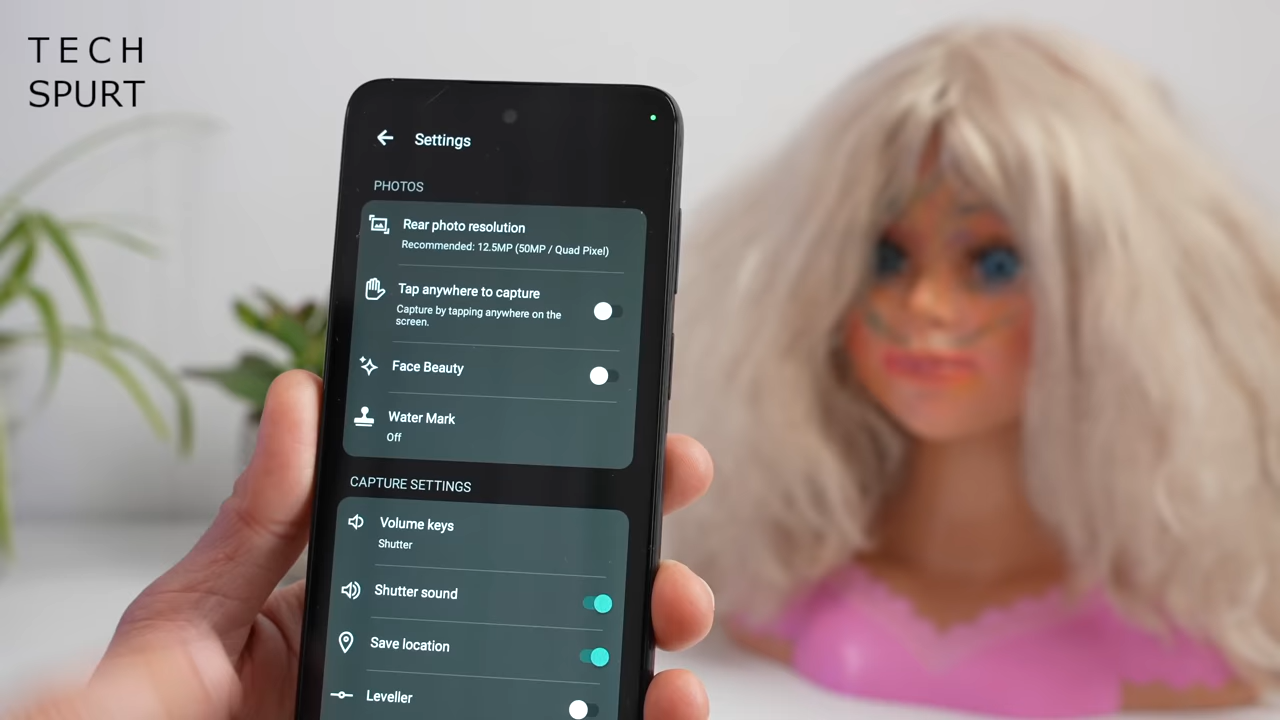 TECH
SPURT
Settings
PHOTOS
Rear photo resolution
Recommended: 12.5MP (50MP / Quad Pixel)
Tap anywhere to capture
Capture by tapping anywhere on the
screen.
Face Beauty
Water Mark
Off
CAPTURE SETTINGS
Volume keys
Shutter
Shutter sound
Save location
Leveller